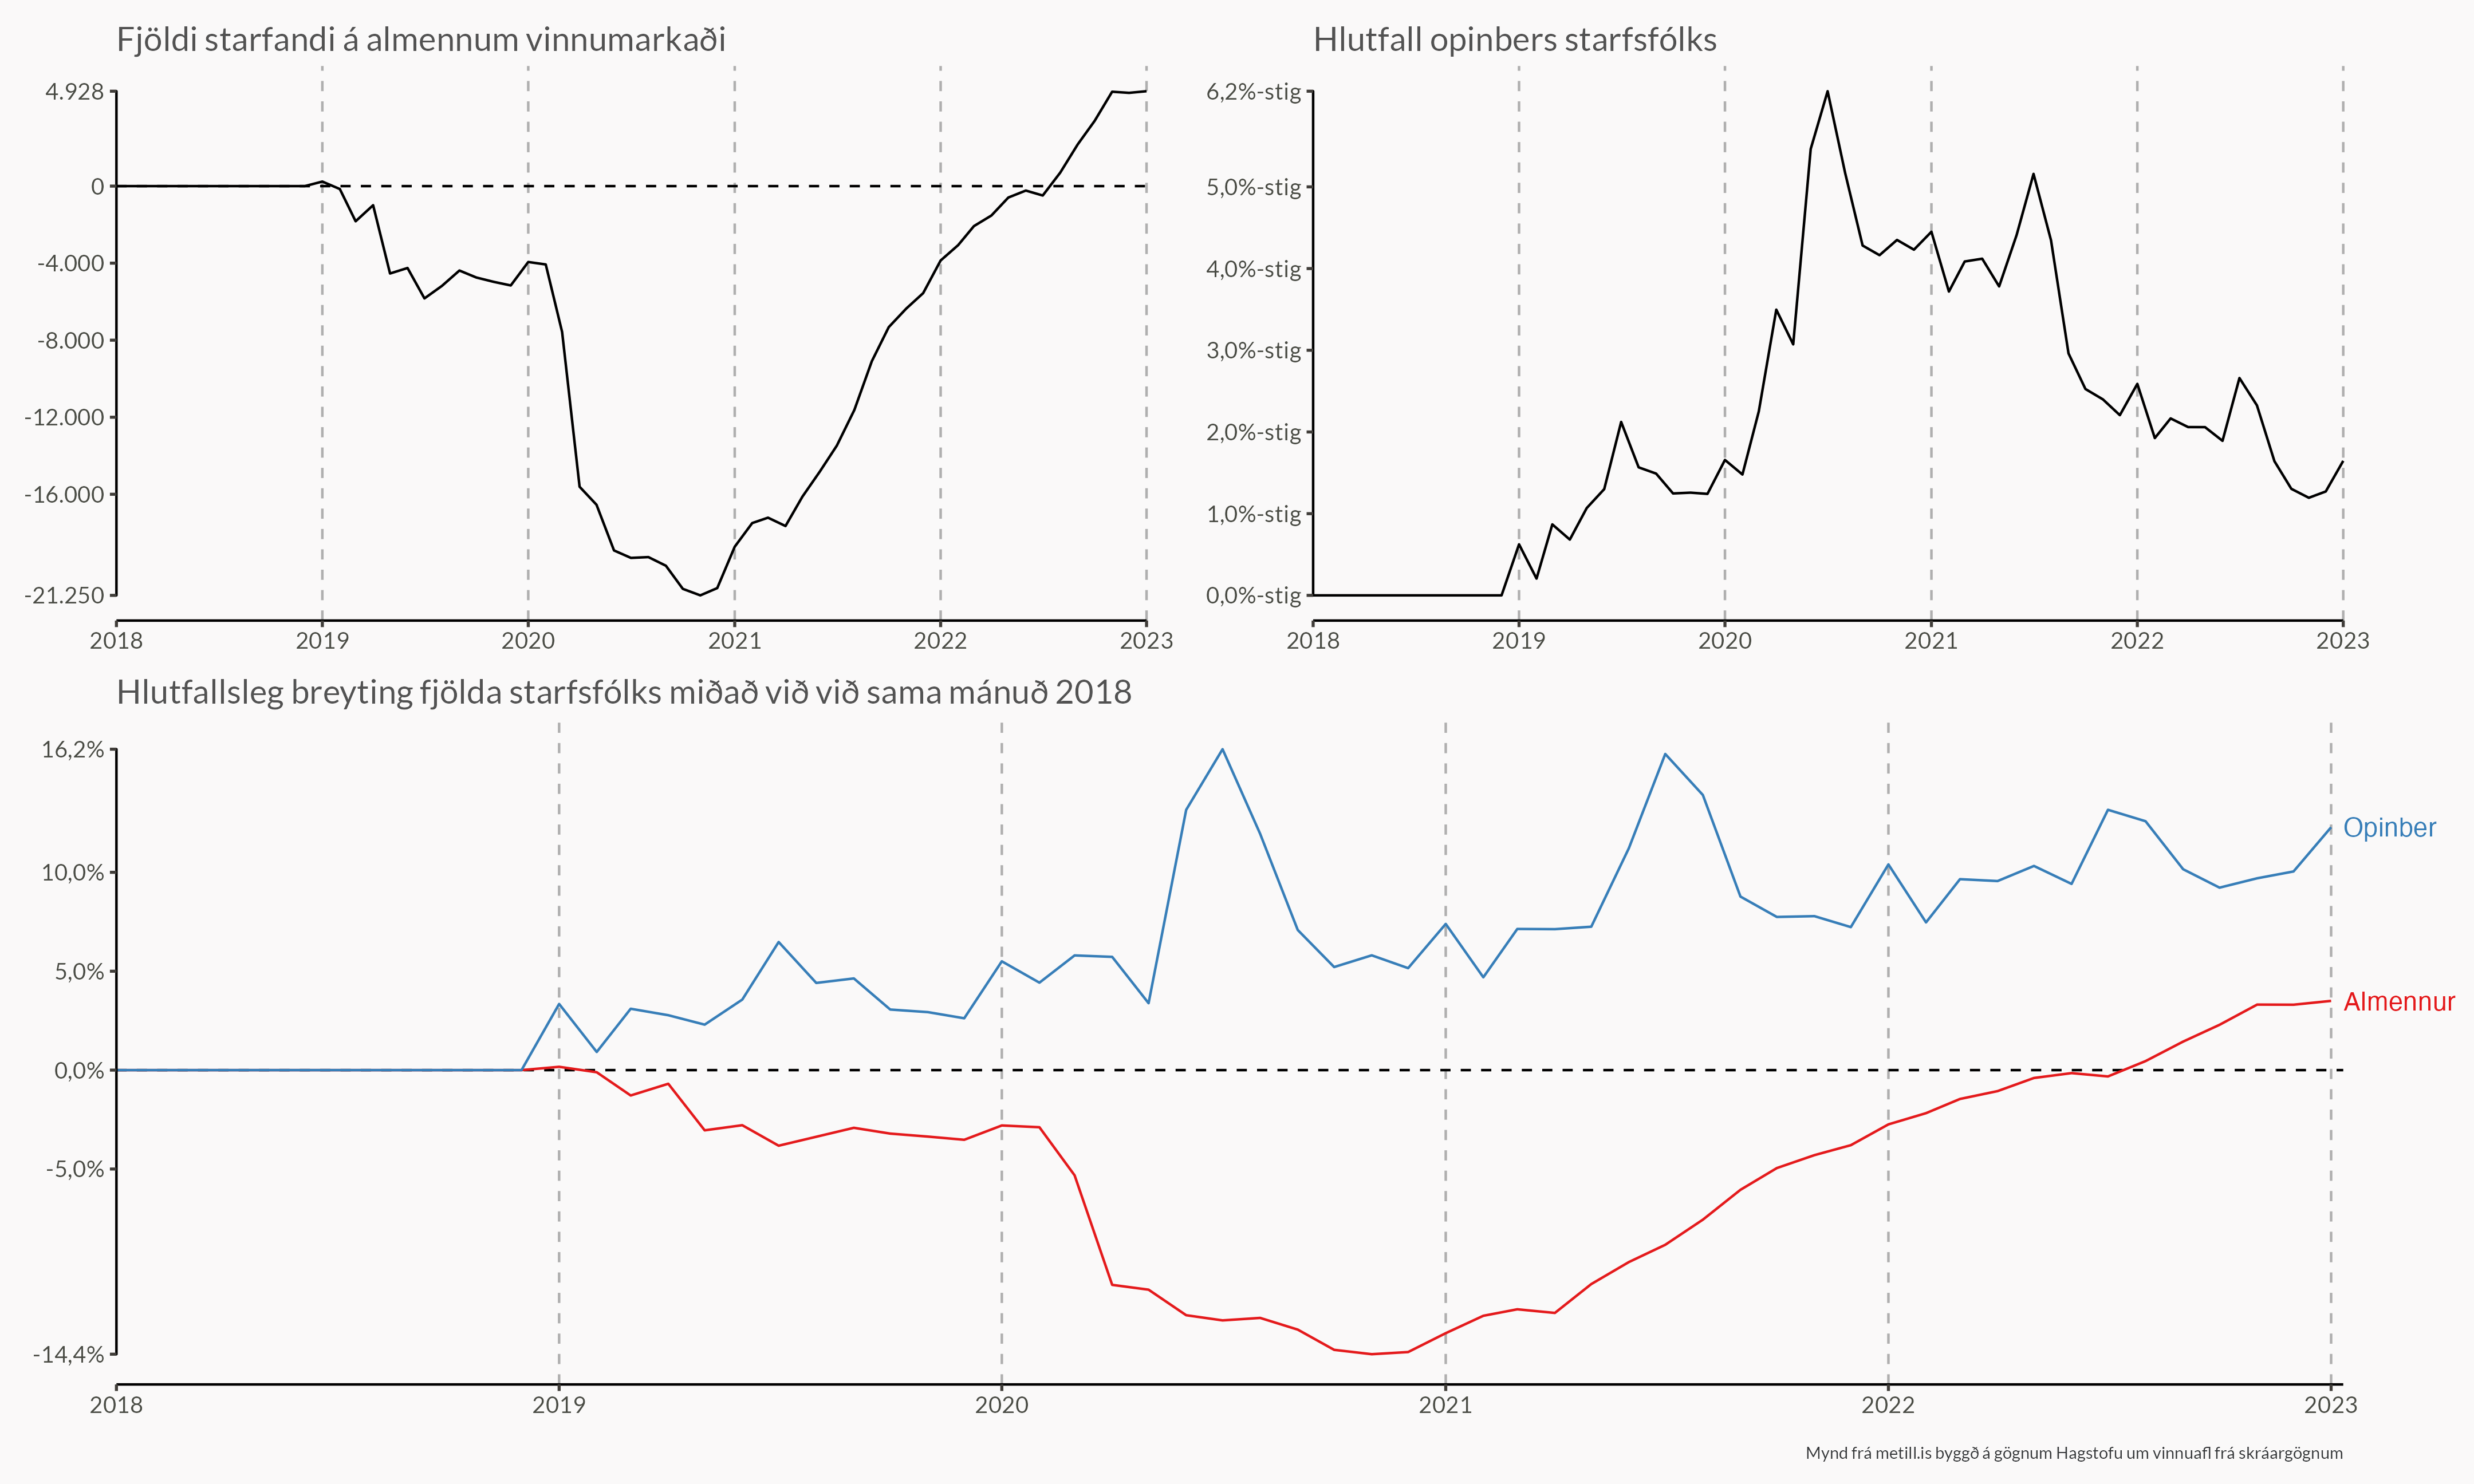 Fjöldi starfandi á almennum vinnumarkaði
4.928
0
-4.000
-8.000
-12.000
-16.000
-21.250
2018 2019 2020 2021 2022 2023
Hlutfall opinbers starfsfólks
6,2%-stig
5,0%-stig
4,0%-stig
3,0%-stig
2,0%-stig
1,0%-stig
0,0%-stig
2018 2019 2020 2021 2022 2023
Hlutfallsleg breyting fjölda starfsfólks miðað við við sama mánuð 2018
16,2%
10,0%
5,0%
0,0%
-5,0%
-14,4%
Opinber
Almennur
2018 2019 2020 2021 2022 2023
Mynd frá metill.is byggð á gögnum Hagstofu um vinnuafl frá skráargögnum